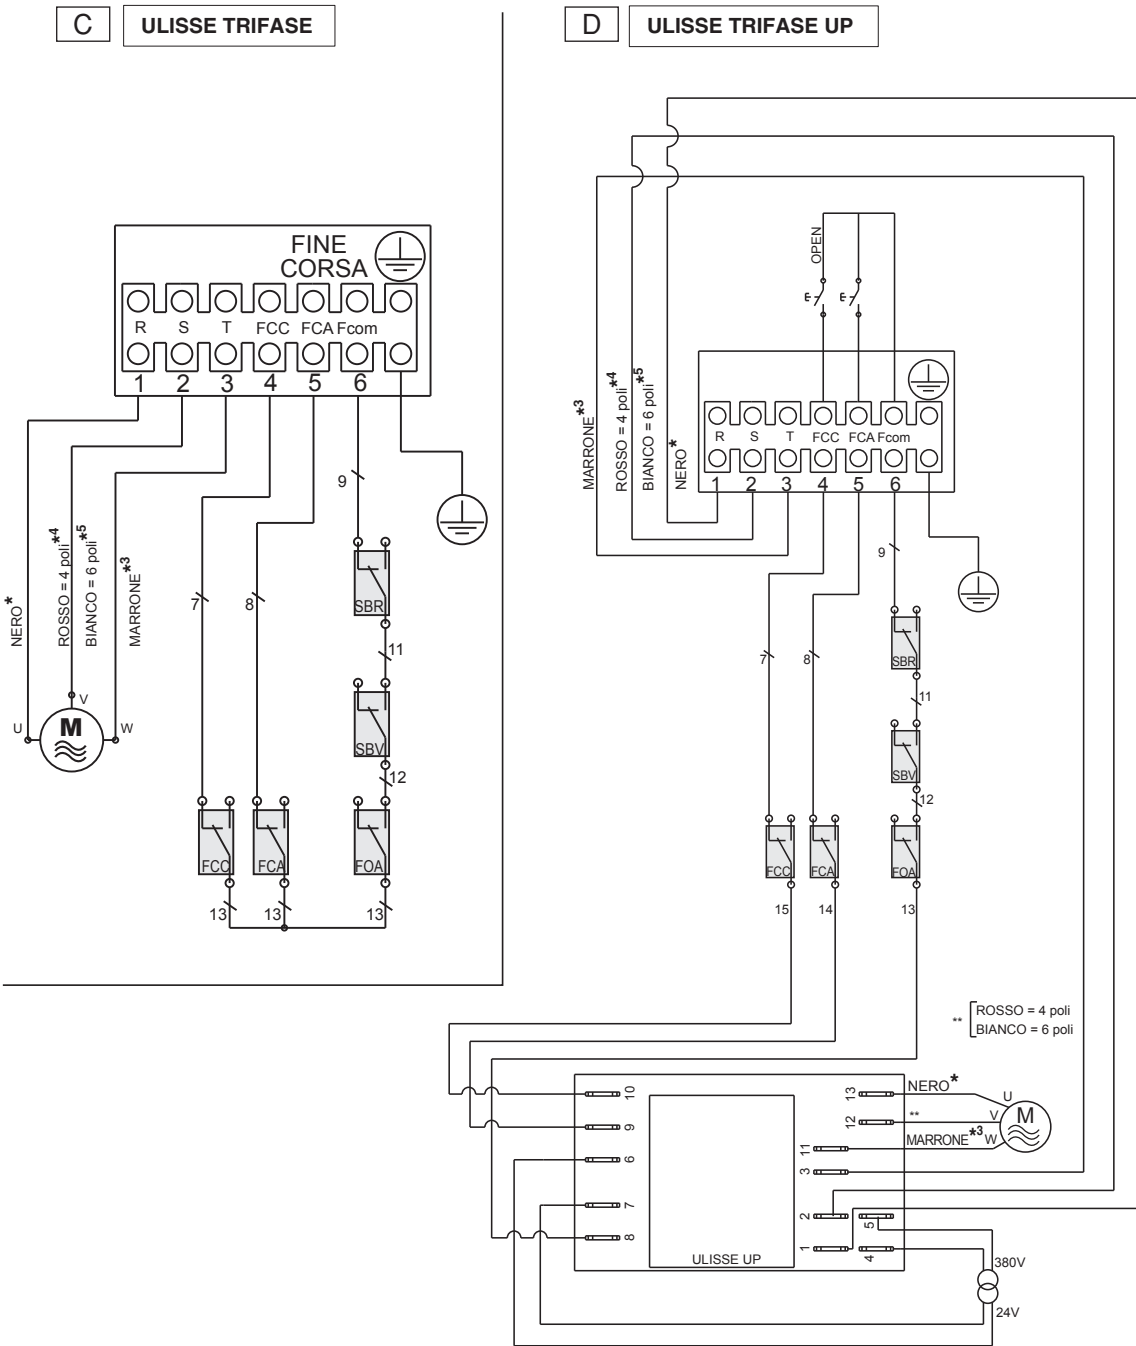 C
ULISSE TRIFASE
FINE
CORSA
R S T FCC FCA Fcom
1 2 3 4 5 6
9
NERO*
ROSSO = 4 poli*4
BIANCO = 6 poli*5
MARRONE*3
7
8
SBR
11
U
V
W
M
SBV
12
FCC
FCA
FOA
13
13
13
D
ULISSE TRIFASE UP
OPEN
E
E
MARRONE*3
ROSSO = 4 poli*4
BIANCO = 6 poli*5
NERO*
R S T FCC FCA Fcom
1 2 3 4 5 6
9
7
8
SBR
11
SBV
12
FCC
FCA
FOA
15
14
13
**
ROSSO = 4 poli
BIANCO = 6 poli
10
9
6
7
8
ULISSE UP
13
12
11
3
2
1
5
4
NERO*
**
MARRONE*3
U
V
W
M
380V
24V